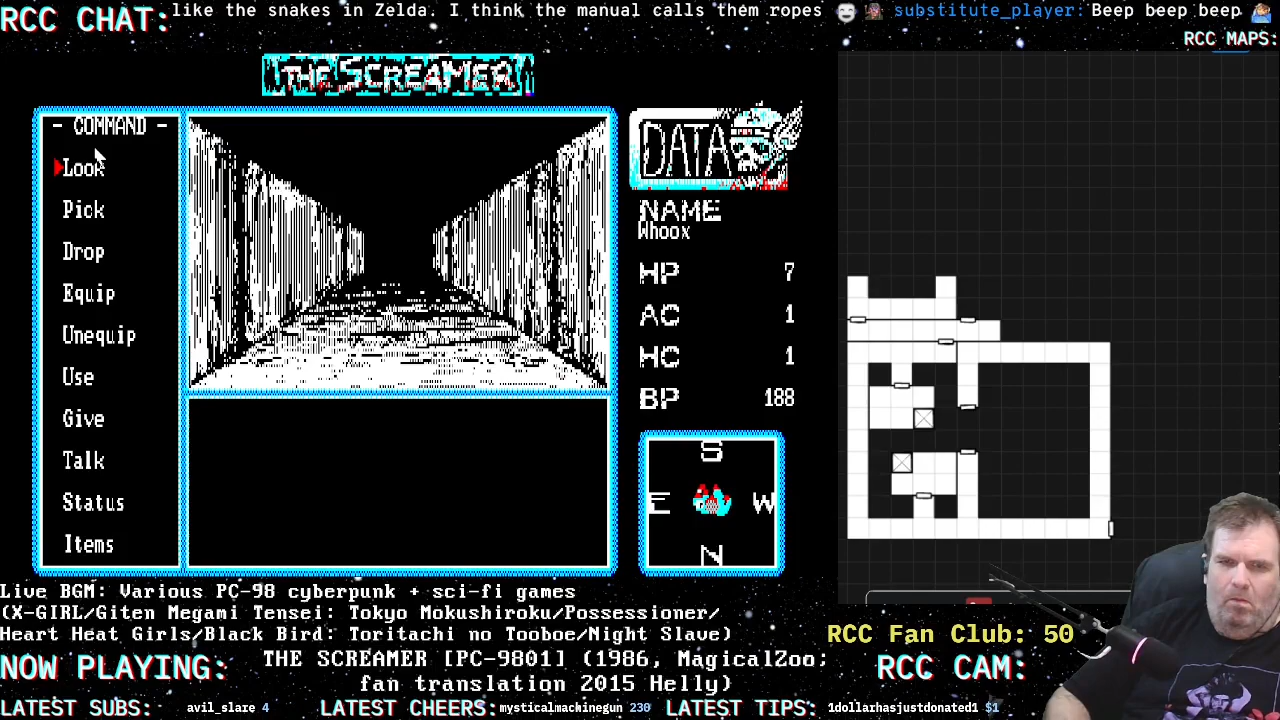 RCC CHAT:
like the snakes in Zelda. I think the manual calls them ropes
substitute_player: Beep beep beep
RCC MAPS:
THE SCREAMER
- COMMAND -
Look
Pick
Drop
Equip
Unequip
Use
Give
Talk
Status
Items
DATA
NAME
Whoox
HP 7
AC 1
HC 1
BP 188
S
E W
N
Live BGM: Various PC-98 cyberpunk + sci-fi games
(X-GIRL/Giten Megami Tensei: Tokyo Mokushiroku/Possessioner/
Heart Heat Girls/Black Bird: Toritachi no Tooboe/Night Slave)
RCC Fan Club: 50
NOW PLAYING:
THE SCREAMER [PC-9801] (1986, MagicalZoo;
fan translation 2015 Helly)
RCC CAM:
LATEST SUBS: avil_slare 4
LATEST CHEERS: mysticalmachinegun 230
LATEST TIPS: 1dollarhasjustdonated1 $1